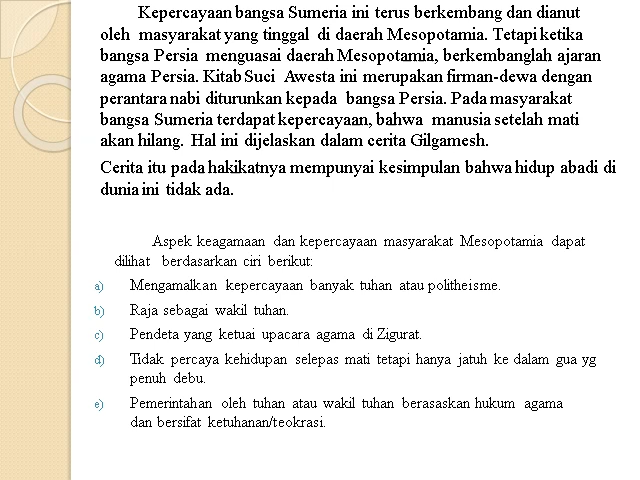 Kepercayaan bangsa Sumeria ini terus berkembang dan dianut
oleh masyarakat yang tinggal di daerah Mesopotamia. Tetapi ketika
bangsa Persia menguasai daerah Mesopotamia, berkembanglah ajaran
agama Persia. Kitab Suci Awesta ini merupakan firman-dewa dengan
perantara nabi diturunkan kepada bangsa Persia. Pada masyarakat
bangsa Sumeria terdapat kepercayaan, bahwa manusia setelah mati
akan hilang. Hal ini dijelaskan dalam cerita Gilgamesh.
Cerita itu pada hakikatnya mempunyai kesimpulan bahwa hidup abadi di
dunia ini tidak ada.
Aspek keagamaan dan kepercayaan masyarakat Mesopotamia dapat
dilihat berdasarkan ciri berikut:
a) Mengamalkan kepercayaan banyak tuhan atau politheisme.
b) Raja sebagai wakil tuhan.
c) Pendeta yang ketuai upacara agama di Zigurat.
d) Tidak percaya kehidupan selepas mati tetapi hanya jatuh ke dalam gua yg
penuh debu.
e) Pemerintahan oleh tuhan atau wakil tuhan berasaskan hukum agama
dan bersifat ketuhanan/teokrasi.